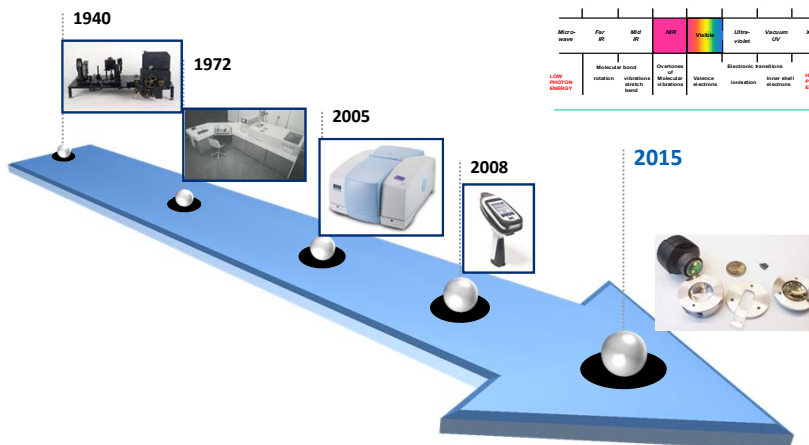 1940
1972
2005
2008
2015
Micro-
wave
Far
IR
Mid
IR
NIR
Visible
Ultra-
violet
Vacuum
UV
LOW
PHOTON
ENERGY
Molecular bond
rotation
vibrations
stretch
bend
Overtones
of
Molecular
vibrations
Valence
electrons
Electronic transitions
ionisation
Inner shell
electrons